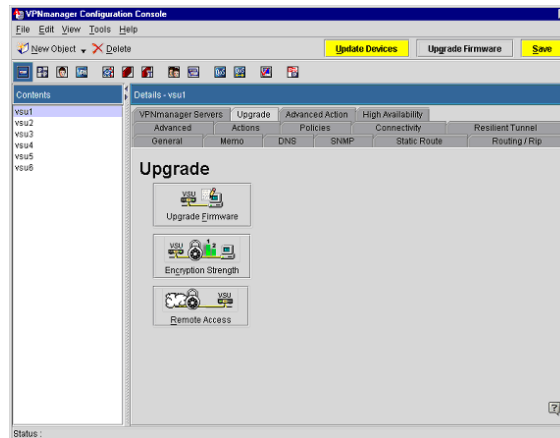 VPNmanager Configuration Console
File Edit View Tools Help
New Object Delete Update Devices Upgrade Firmware Save
Contents Details - vsu1
vsu1
vsu2
vsu3
vsu4
vsu5
vsu6
VPNmanager Servers Upgrade Advanced Action High Availability
Advanced Actions Policies Connectivity Resilient Tunnel
General Memo DNS SNMP Static Route Routing / Rip
Upgrade
VSU
Upgrade Firmware
VSU 1 2
Encryption Strength
VSU
Remote Access
?
Status :